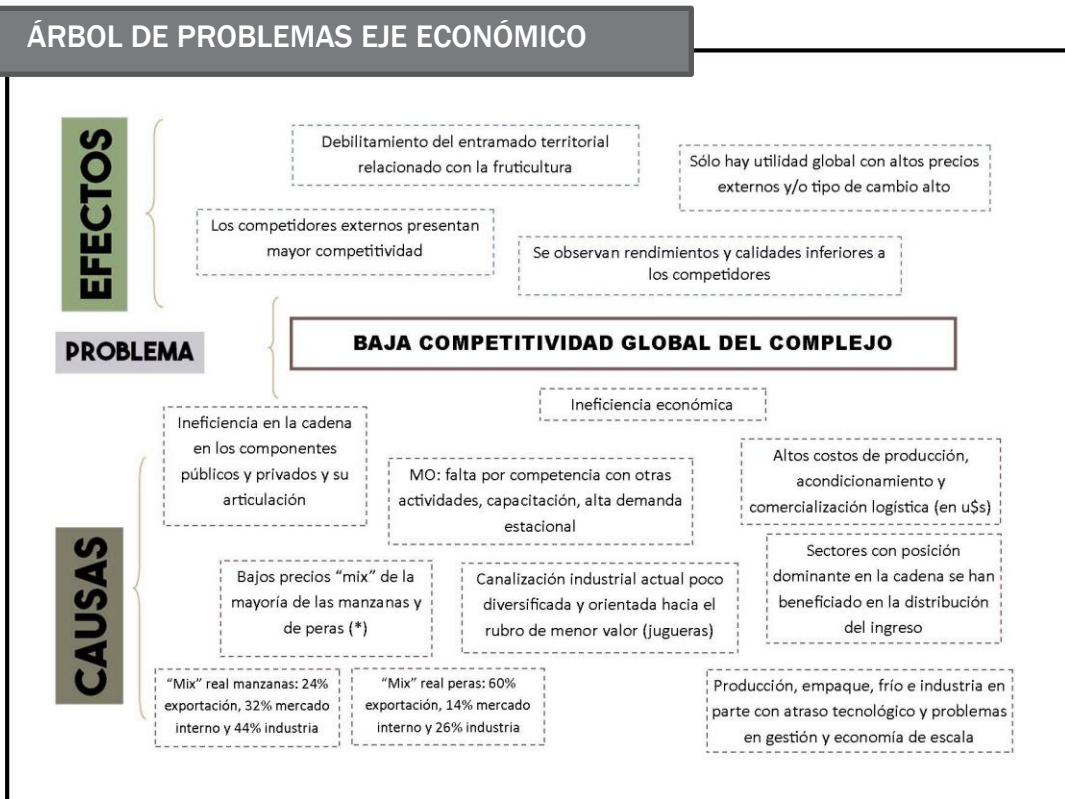 ÁRBOL DE PROBLEMAS EJE ECONÓMICO
EFECTOS
Debilitamiento del entramado territorial
relacionado con la fruticultura
Sólo hay utilidad global con altos precios
externos y/o tipo de cambio alto
Los competidores externos presentan
mayor competitividad
Se observan rendimientos y calidades inferiores a
los competidores
PROBLEMA
BAJA COMPETITIVIDAD GLOBAL DEL COMPLEJO
CAUSAS
Ineficiencia económica
Ineficiencia en la cadena
en los componentes
públicos y privados y su
articulación
MO: falta por competencia con otras
actividades, capacitación, alta demanda
estacional
Altos costos de producción,
acondicionamiento y
comercialización logística (en u$s)
Bajos precios “mix” de la
mayoría de las manzanas y
de peras (*)
Canalización industrial actual poco
diversificada y orientada hacia el
rubro de menor valor (jugueras)
Sectores con posición
dominante en la cadena se han
beneficiado en la distribución
del ingreso
“Mix” real manzanas: 24%
exportación, 32% mercado
interno y 44% industria
“Mix” real peras: 60%
exportación, 14% mercado
interno y 26% industria
Producción, empaque, frío e industria en
parte con atraso tecnológico y problemas
en gestión y economía de escala